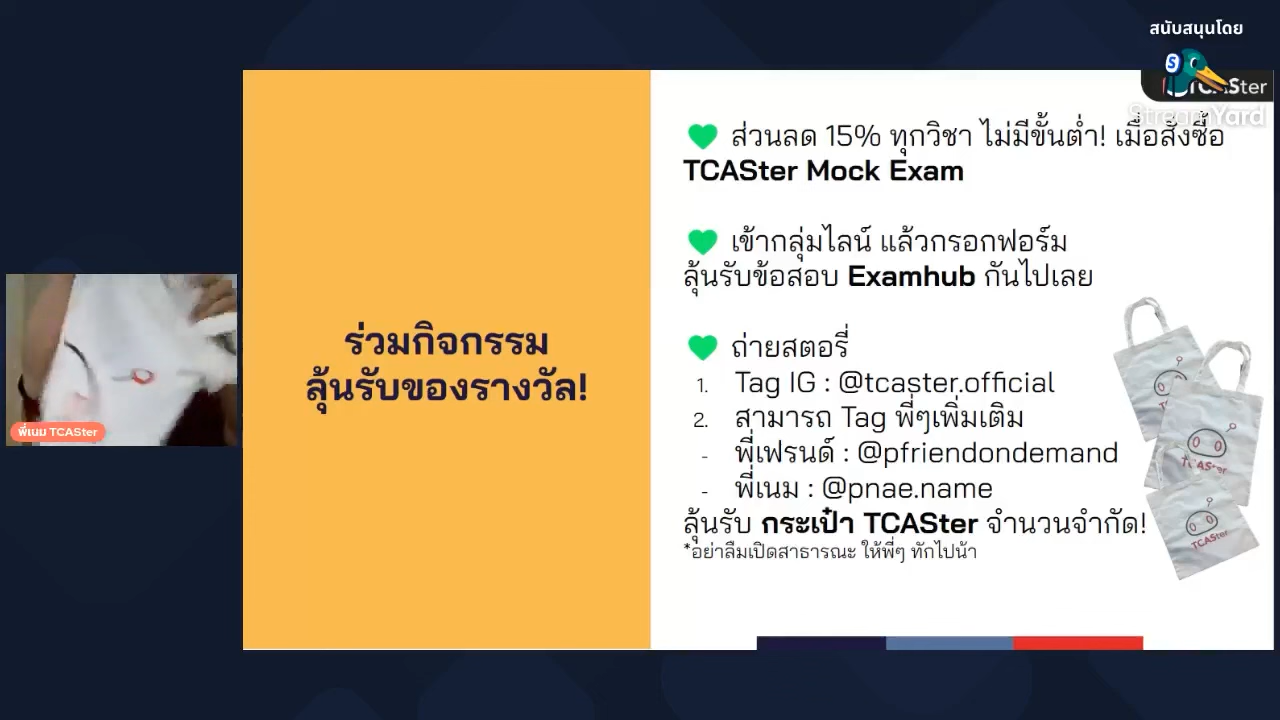 สนับสนุนโดย
TCASter
StreamYard
ส่วนลด 15% ทุกวิชา ไม่มีขั้นต่ำ! เมื่อสั่งซื้อ
TCASter Mock Exam
เข้ากลุ่มไลน์ แล้วกรอกฟอร์ม
ลุ้นรับข้อสอบ Examhub กันไปเลย
ร่วมกิจกรรม
ลุ้นรับของรางวัล!
ถ่ายสตอรี่
1. Tag IG : @tcaster.official
2. สามารถ Tag พี่ๆเพิ่มเติม
- พี่เฟรนด์ : @pfriendondemand
- พี่เนม : @pnae.name
ลุ้นรับ กระเป๋า TCASter จำนวนจำกัด!
*อย่าลืมเปิดสาธารณะ ให้พี่ๆ ทักไปน้า
พี่เนม TCASter
TCASter
TCASter